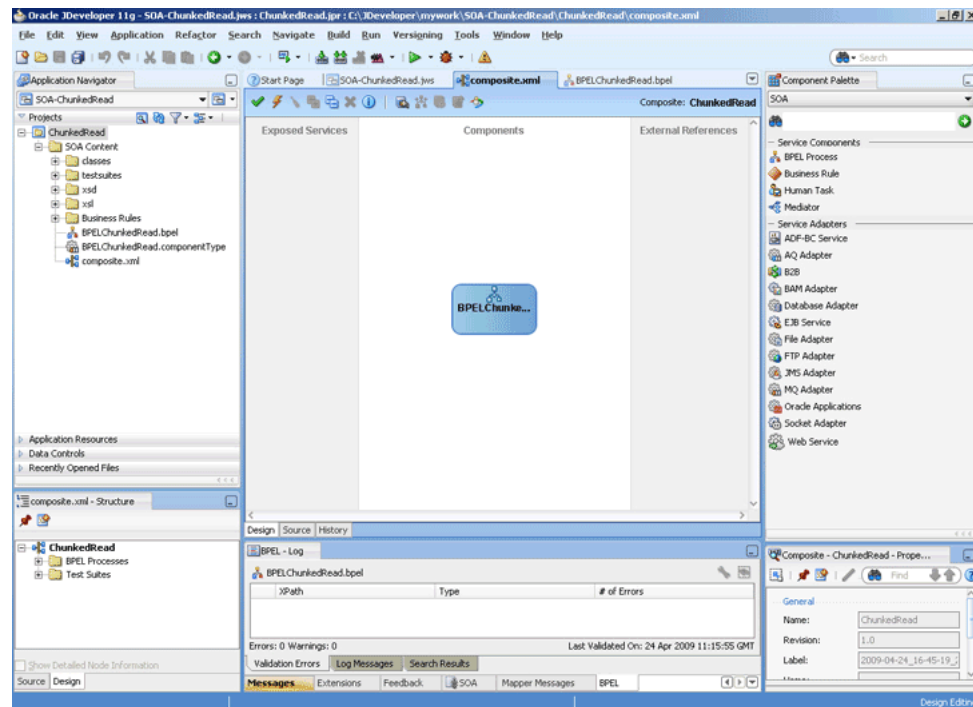 Oracle JDeveloper 11g - SOA-ChunkedRead.jws : ChunkedRead.jpr : C:\JDeveloper\mywork\SOA-ChunkedRead\ChunkedRead\composite.xml
File Edit View Application Refactor Search Navigate Build Run Versioning Tools Window Help
Search
Application Navigator
SOA-ChunkedRead
Projects
ChunkedRead
SOA Content
classes
testsuites
xsd
xsl
Business Rules
BPELChunkedRead.bpel
BPELChunkedRead.componentType
composite.xml
Application Resources
Data Controls
Recently Opened Files
composite.xml - Structure
ChunkedRead
BPEL Processes
Test Suites
Show Detailed Node Information
Source Design
Start Page SOA-ChunkedRead.jws composite.xml BPELChunkedRead.bpel
Composite: ChunkedRead
Exposed Services Components External References
BPELChunke...
Design Source History
BPEL - Log
BPELChunkedRead.bpel
XPath Type # of Errors
Errors: 0 Warnings: 0 Last Validated On: 24 Apr 2009 11:15:55 GMT
Validation Errors Log Messages Search Results
Messages Extensions Feedback SOA Mapper Messages BPEL
Component Palette
SOA
Service Components
BPEL Process
Business Rule
Human Task
Mediator
Service Adapters
ADF-BC Service
AQ Adapter
B2B
BAM Adapter
Database Adapter
EJB Service
File Adapter
FTP Adapter
JMS Adapter
MQ Adapter
Oracle Applications
Socket Adapter
Web Service
Composite - ChunkedRead - Prope...
Find
General
Name: ChunkedRead
Revision: 1.0
Label: 2009-04-24_16-45-19_
Design Editin